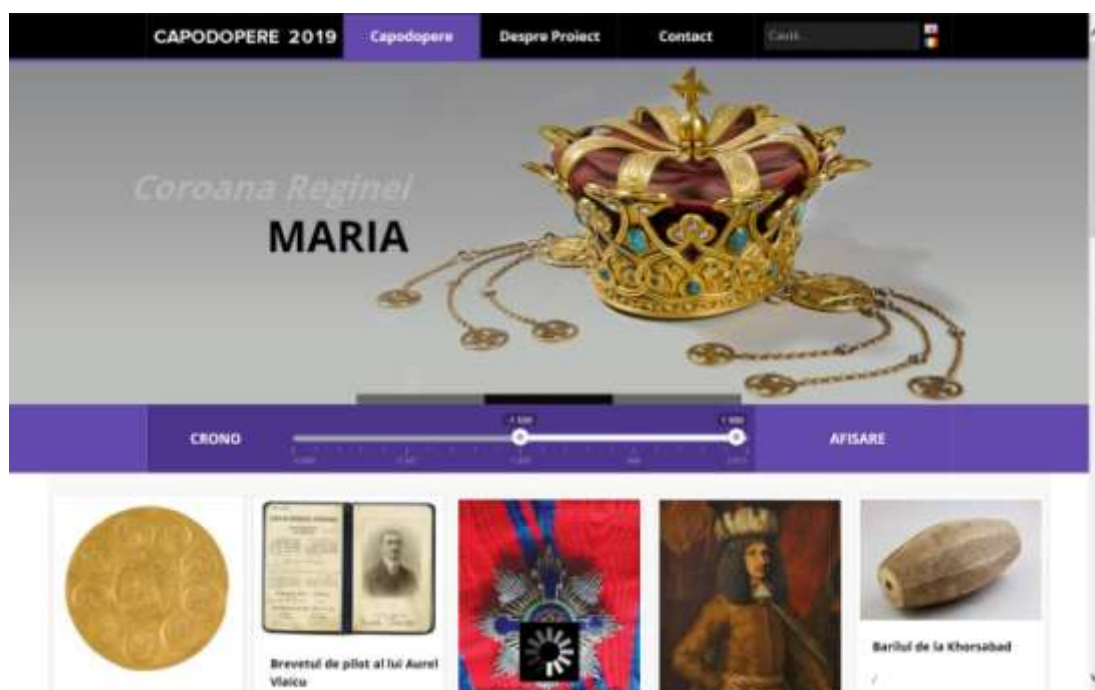 CAPODOPERE 2019 Capodopere Despre Proiect Contact Caută...
Coroana Reginei
MARIA
CRONO
AFISARE
Brevetul de pilot al lui Aurel
Vlaicu
Barilul de la Khorsabad